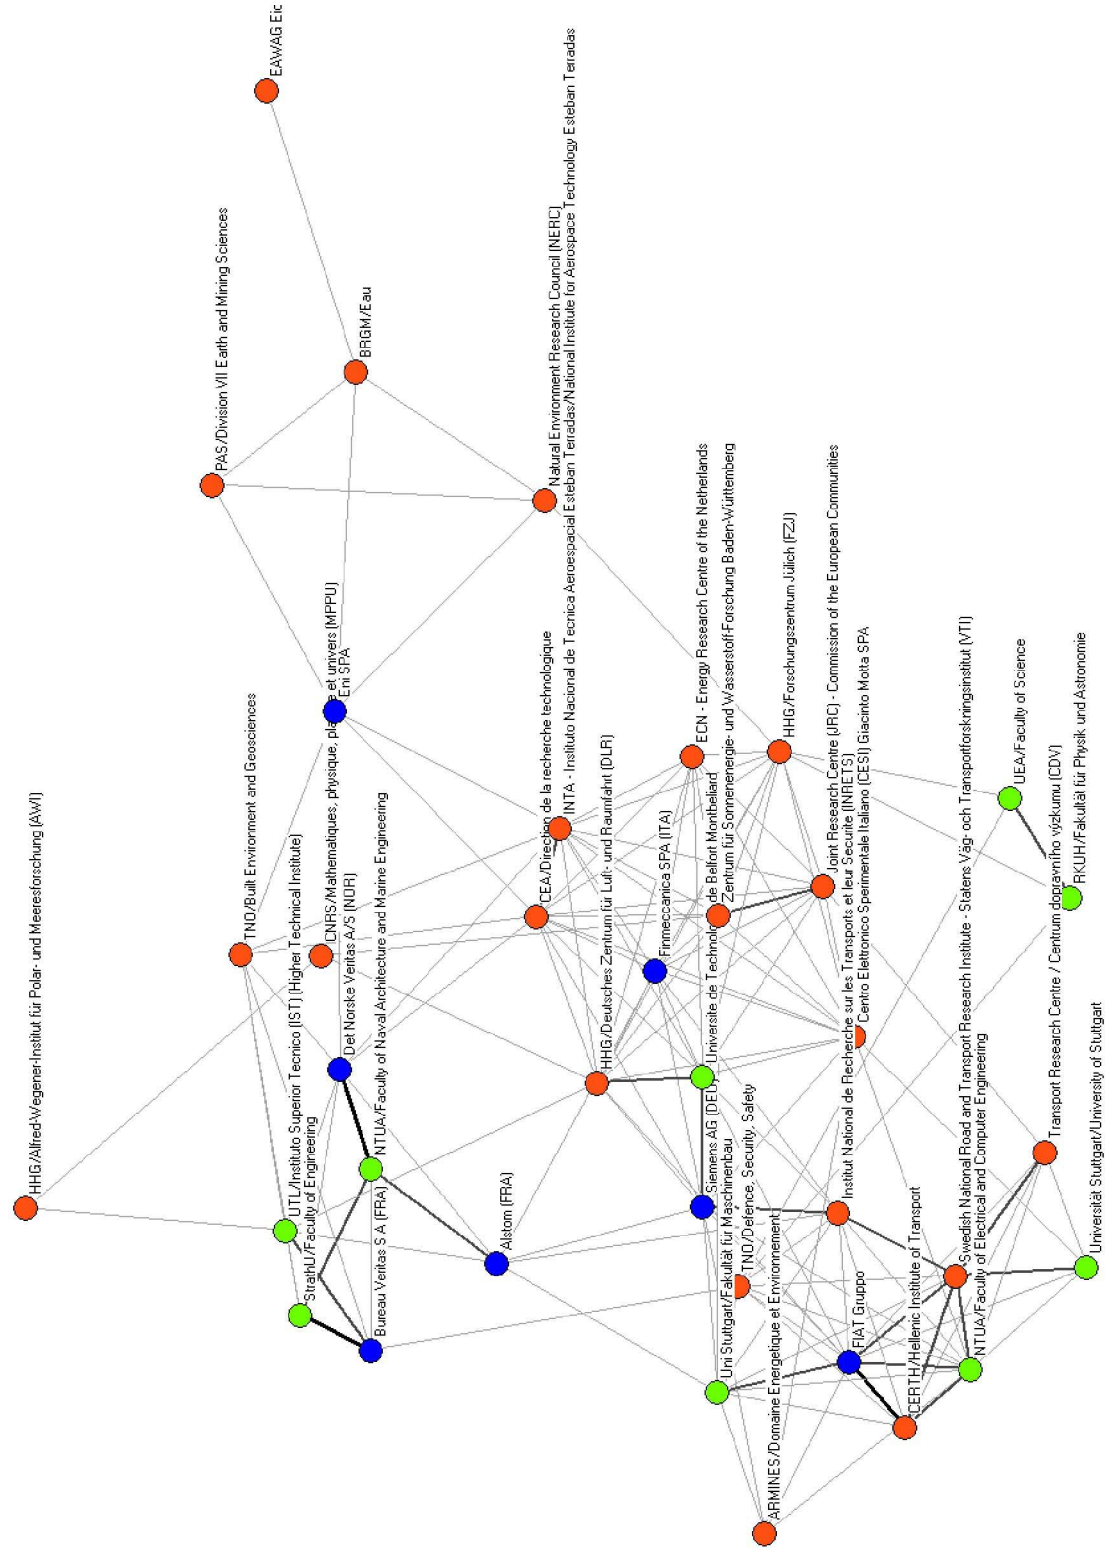 EAWAG Eic
PAS/Division VII Earth and Mining Sciences
BRGM/Eau
Natural Environment Research Council (NERC)
INTA - Instituto Nacional de Tecnica Aeroespacial Esteban Terradas/National Institute for Aerospace Technology Esteban Terradas
Eni SPA
CNRS/Mathematiques, physique, et univers (MPPU)
TNO/Built Environment and Geosciences
HHG/Alfred-Wegener-Institut für Polar- und Meeresforschung (AWI)
UTL/Instituto Superior Tecnico (IST) (Higher Technical Institute)
StrathU/Faculty of Engineering
Det Norske Veritas A/S (NOR)
NTUA/Faculty of Naval Architecture and Marine Engineering
Bureau Veritas S A (FRA)
Alstom (FRA)
CEA/Direction de la recherche technologique
HHG/Deutsches Zentrum für Luft- und Raumfahrt (DLR)
Finmeccanica SPA (ITA)
ECN - Energy Research Centre of the Netherlands
Universite de Technolo de Belfort Montbeliard
Zentrum für Sonnenenergie- und Wasserstoff-Forschung Baden-Württemberg
HHG/Forschungszentrum Jülich (FZJ)
Joint Research Centre (JRC) - Commission of the European Communities
Institut National de Recherche sur les Transports et leur Securite (INRETS)
Centro Elettronico Sperimentale Italiano (CESI) Giacinto Motta SPA
Siemens AG (DEU)
Uni Stuttgart/Fakultät für Maschinenbau
TNO/Defence, Security, Safety
ARMINES/Domaine Energetique et Environnement
FIAT Gruppo
CERTH/Hellenic Institute of Transport
Swedish National Road and Transport Research Institute - Statens Väg- och Transportforskningsinstitut (VTI)
NTUA/Faculty of Electrical and Computer Engineering
UEA/Faculty of Science
Transport Research Centre / Centrum dopravního výzkumu (CDV)
RKUH/Fakultät für Physik und Astronomie
Universität Stuttgart/University of Stuttgart